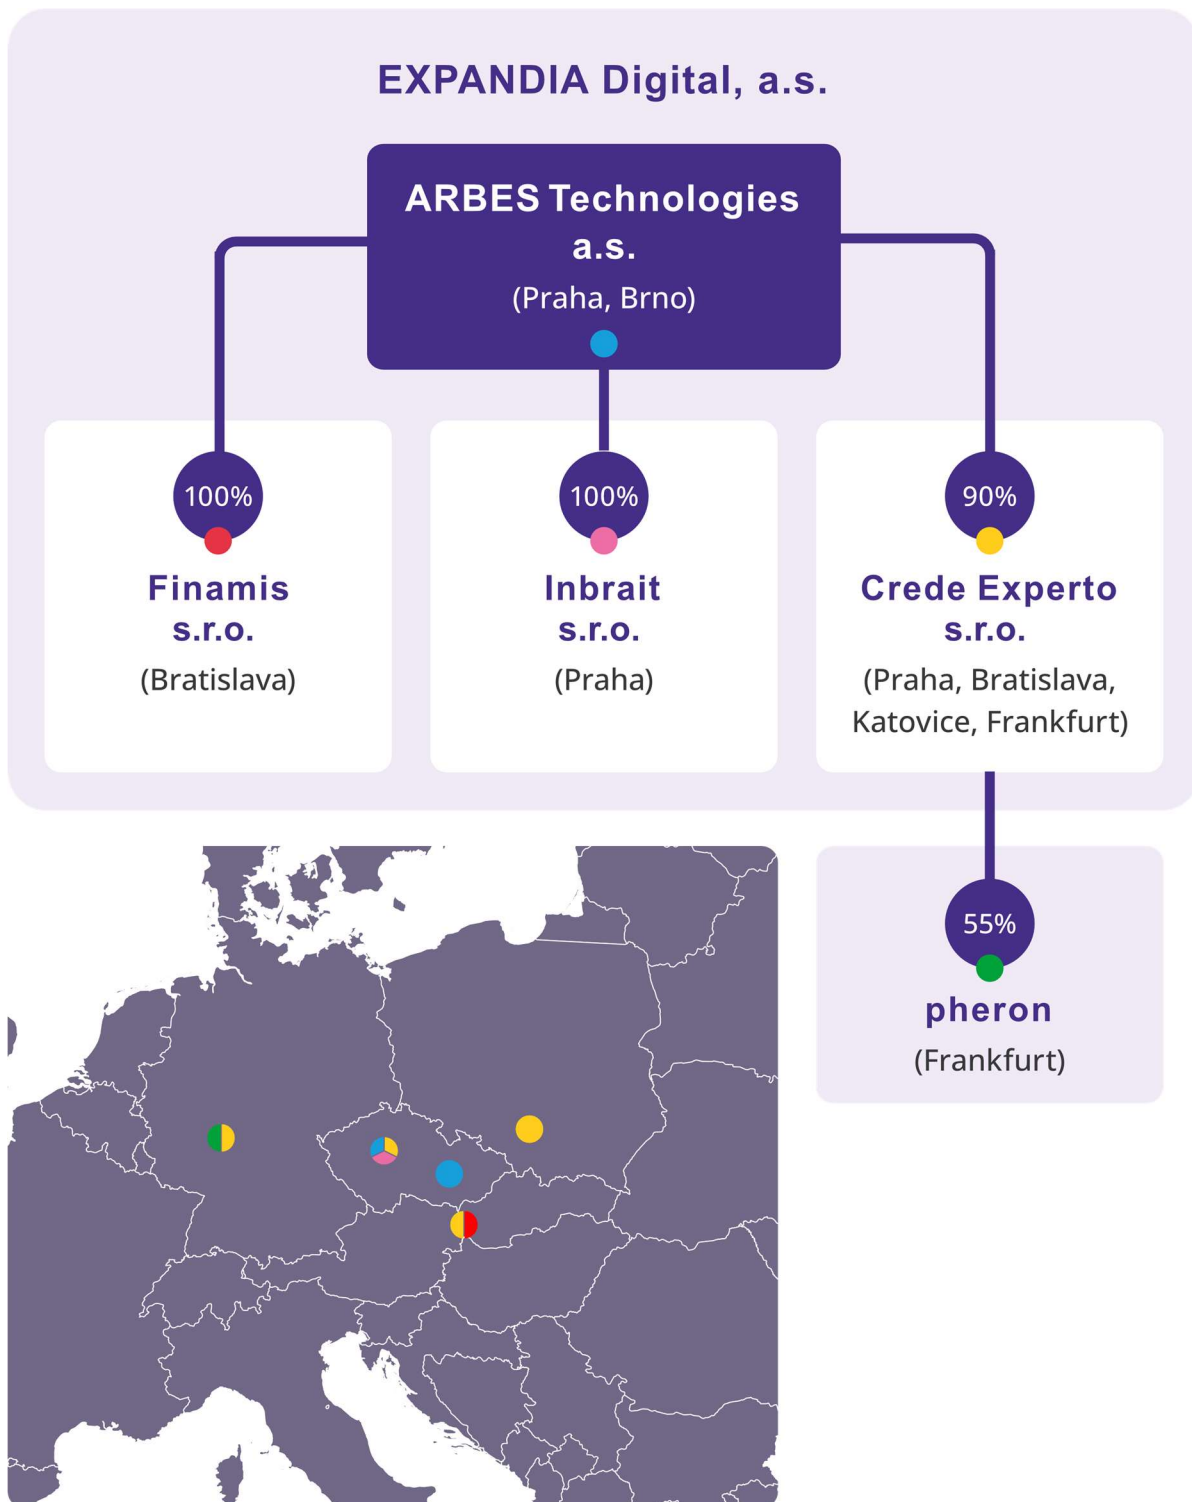 EXPANDIA Digital, a.s.
ARBES Technologies
a.s.
(Praha, Brno)
100%
Finamis
s.r.o.
(Bratislava)
100%
Inbrait
s.r.o.
(Praha)
90%
Crede Experto
s.r.o.
(Praha, Bratislava,
Katovice, Frankfurt)
55%
pheron
(Frankfurt)